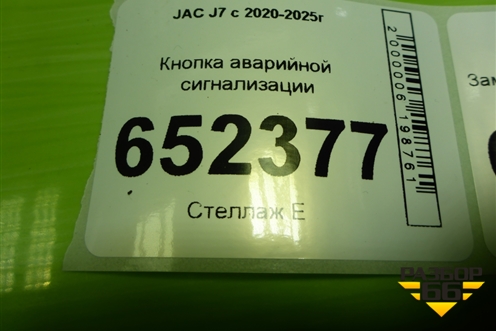 JAC J7 с 2020-2025г
Кнопка аварийной
сигнализации
652377
Стеллаж Е
2000006198761
Зам
РАЗБОР
66